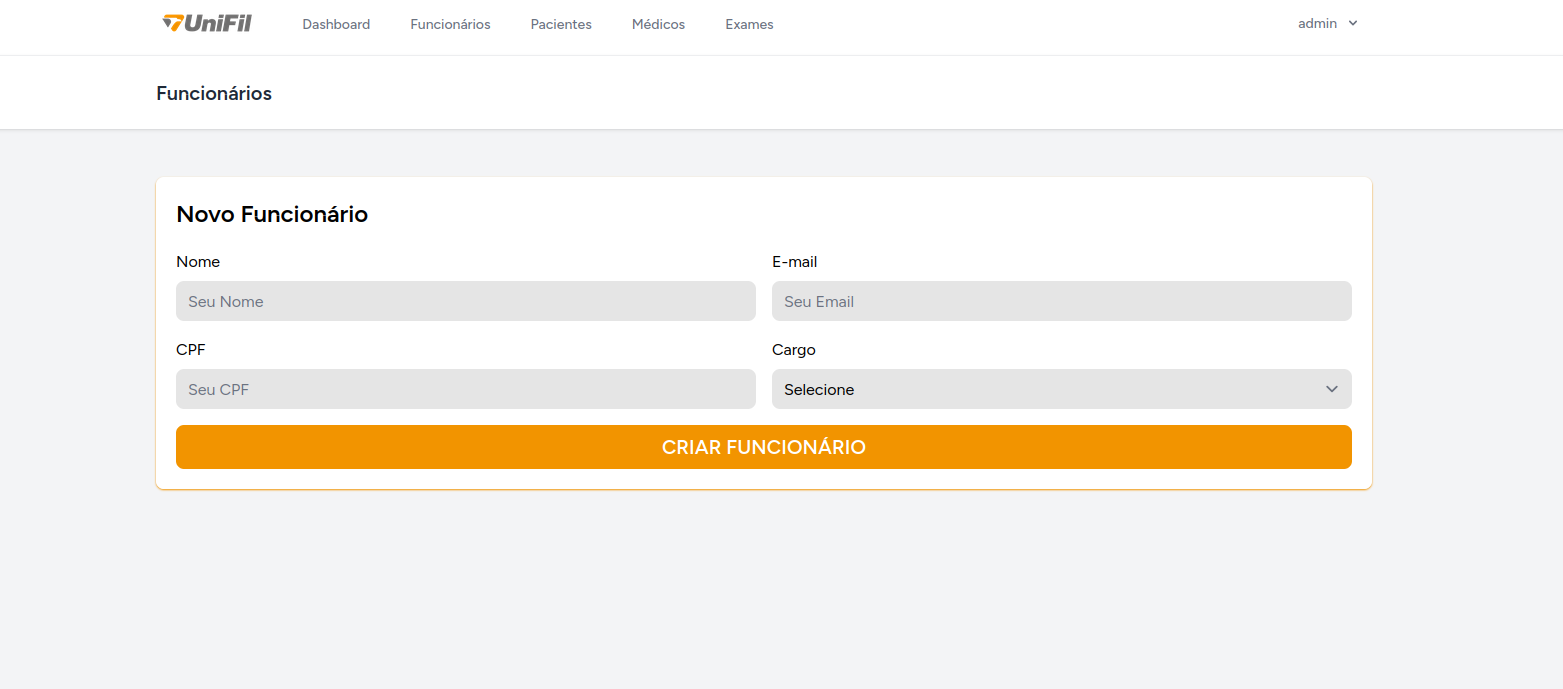 UniFil Dashboard Funcionários Pacientes Médicos Exames admin
Funcionários
Novo Funcionário
Nome E-mail
Seu Nome Seu Email
CPF Cargo
Seu CPF Selecione
CRIAR FUNCIONÁRIO